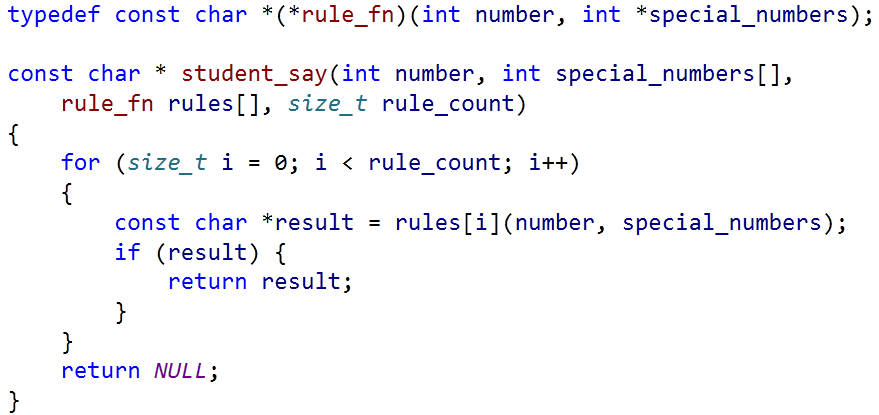 typedef const char *(*rule_fn)(int number, int *special_numbers);

const char * student_say(int number, int special_numbers[],
    rule_fn rules[], size_t rule_count)
{
    for (size_t i = 0; i < rule_count; i++)
    {
        const char *result = rules[i](number, special_numbers);
        if (result) {
            return result;
        }
    }
    return NULL;
}